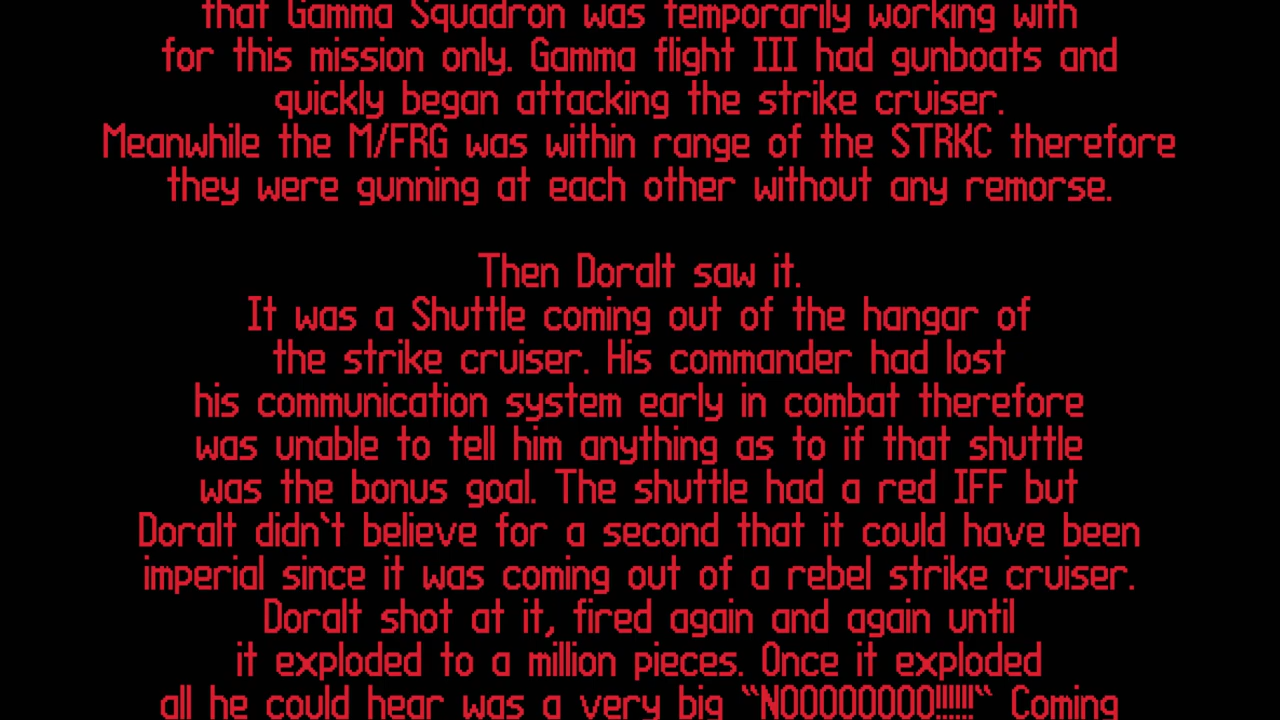 that Gamma Squadron was temporarily working with
for this mission only. Gamma flight III had gunboats and
quickly began attacking the strike cruiser.
Meanwhile the M/FRG was within range of the STRKC therefore
they were gunning at each other without any remorse.
Then Doralt saw it.
It was a Shuttle coming out of the hangar of
the strike cruiser. His commander had lost
his communication system early in combat therefore
was unable to tell him anything as to if that shuttle
was the bonus goal. The shuttle had a red IFF but
Doralt didn`t believe for a second that it could have been
imperial since it was coming out of a rebel strike cruiser.
Doralt shot at it, fired again and again until
it exploded to a million pieces. Once it exploded
all he could hear was a very big "NOOOOOOOO!!!!!!" Coming